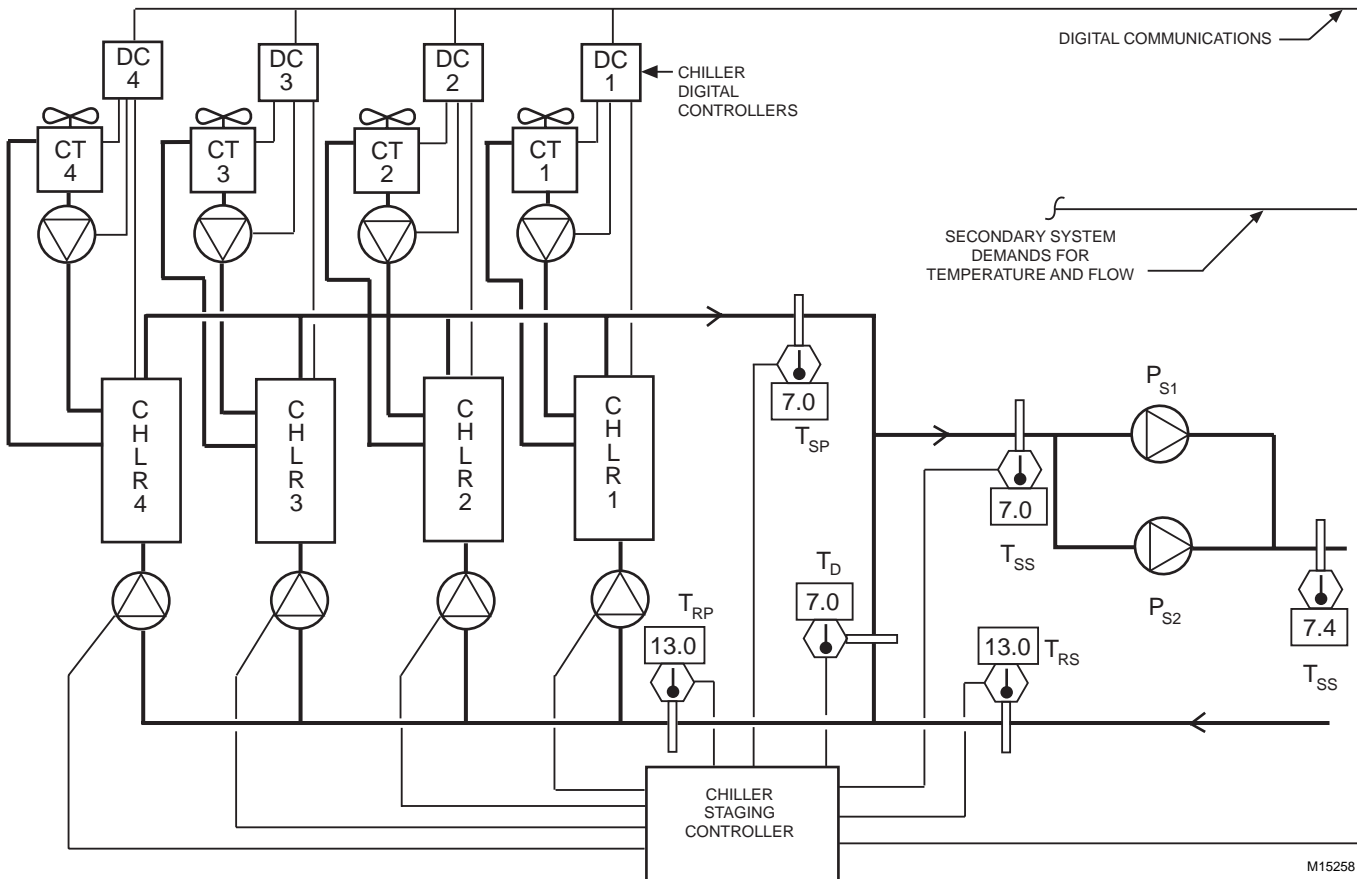 DIGITAL COMMUNICATIONS
DC
4
DC
3
DC
2
DC
1
CHILLER
DIGITAL
CONTROLLERS
CT
4
CT
3
CT
2
CT
1
SECONDARY SYSTEM
DEMANDS FOR
TEMPERATURE AND FLOW
C
H
L
R
4
C
H
L
R
3
C
H
L
R
2
C
H
L
R
1
7.0
TSP
PS1
7.0
TSS
PS2
7.4
TSS
TD
7.0
TRP
13.0
13.0
TRS
CHILLER
STAGING
CONTROLLER
M15258